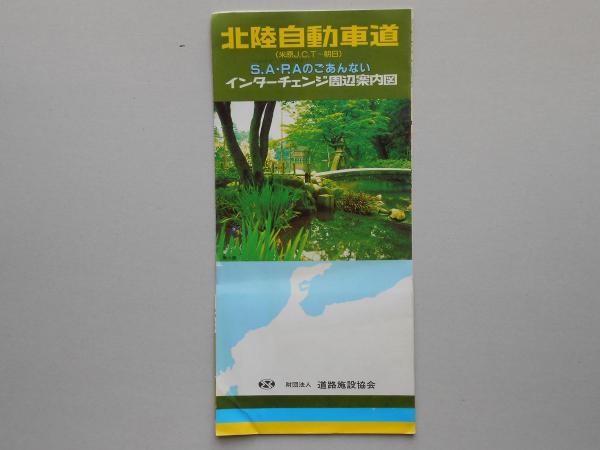 北陸自動車道
(米原J.C.T～朝日)
S.A・P.Aのごあんない
インターチェンジ周辺案内図
財団法人 道路施設協会